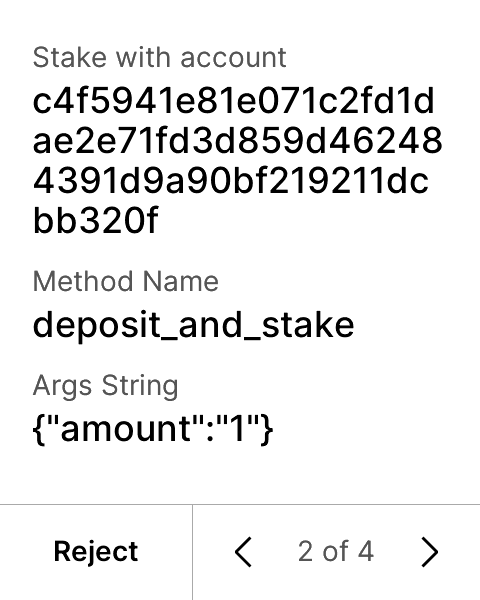 Stake with account
c4f5941e81e071c2fd1d
ae2e71fd3d859d46248
4391d9a90bf219211dc
bb320f
Method Name
deposit_and_stake
Args String
{"amount":"1"}
Reject
2 of 4